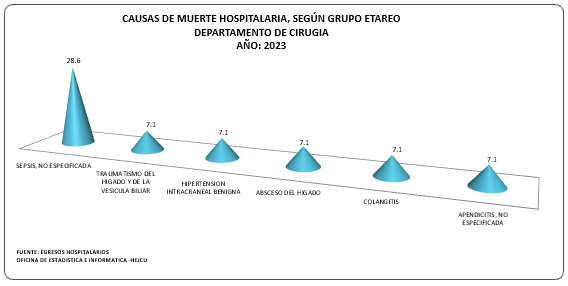 CAUSAS DE MUERTE HOSPITALARIA, SEGÚN GRUPO ETAREO
DEPARTAMENTO DE CIRUGIA
AÑO: 2023
28.6
7.1
7.1
7.1
7.1
7.1
SEPSIS, NO ESPECIFICADA
TRAUMATISMO DEL
HIGADO Y DE LA
VESICULA BILIAR
HIPERTENSION
INTRACRANEAL BENIGNA
ABSCESO DEL HIGADO
COLANGITIS
APENDICITIS, NO
ESPECIFICADA
FUENTE: EGRESOS HOSPITALARIOS
OFICINA DE ESTADISTICA E INFORMATICA -HEJCU